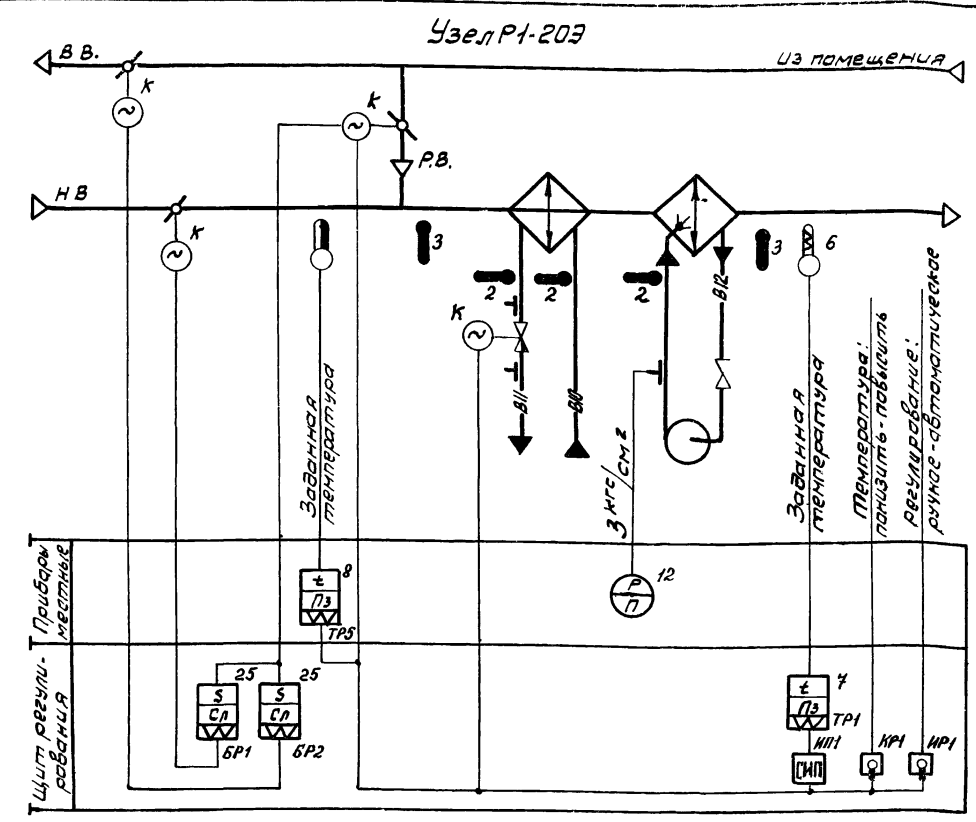 Узел Р1-20Э
В В.
из помещения
К
К
Р.В.
Н В
К
3
2
2
2
3
6
К
В11
В10
В12
Заданная
температура
3 кгс/см²
Заданная
температура
Температура:
понизить-повысить
Регулирование:
ручное-автоматическое
Приборы
местные
8
t
Пз
ТР5
12
Р
П
Щит регули-
рования
25
S
Сл
БР1
25
S
Сл
БР2
7
t
Пз
ТР1
ИП1
СИП
КР1
ИР1